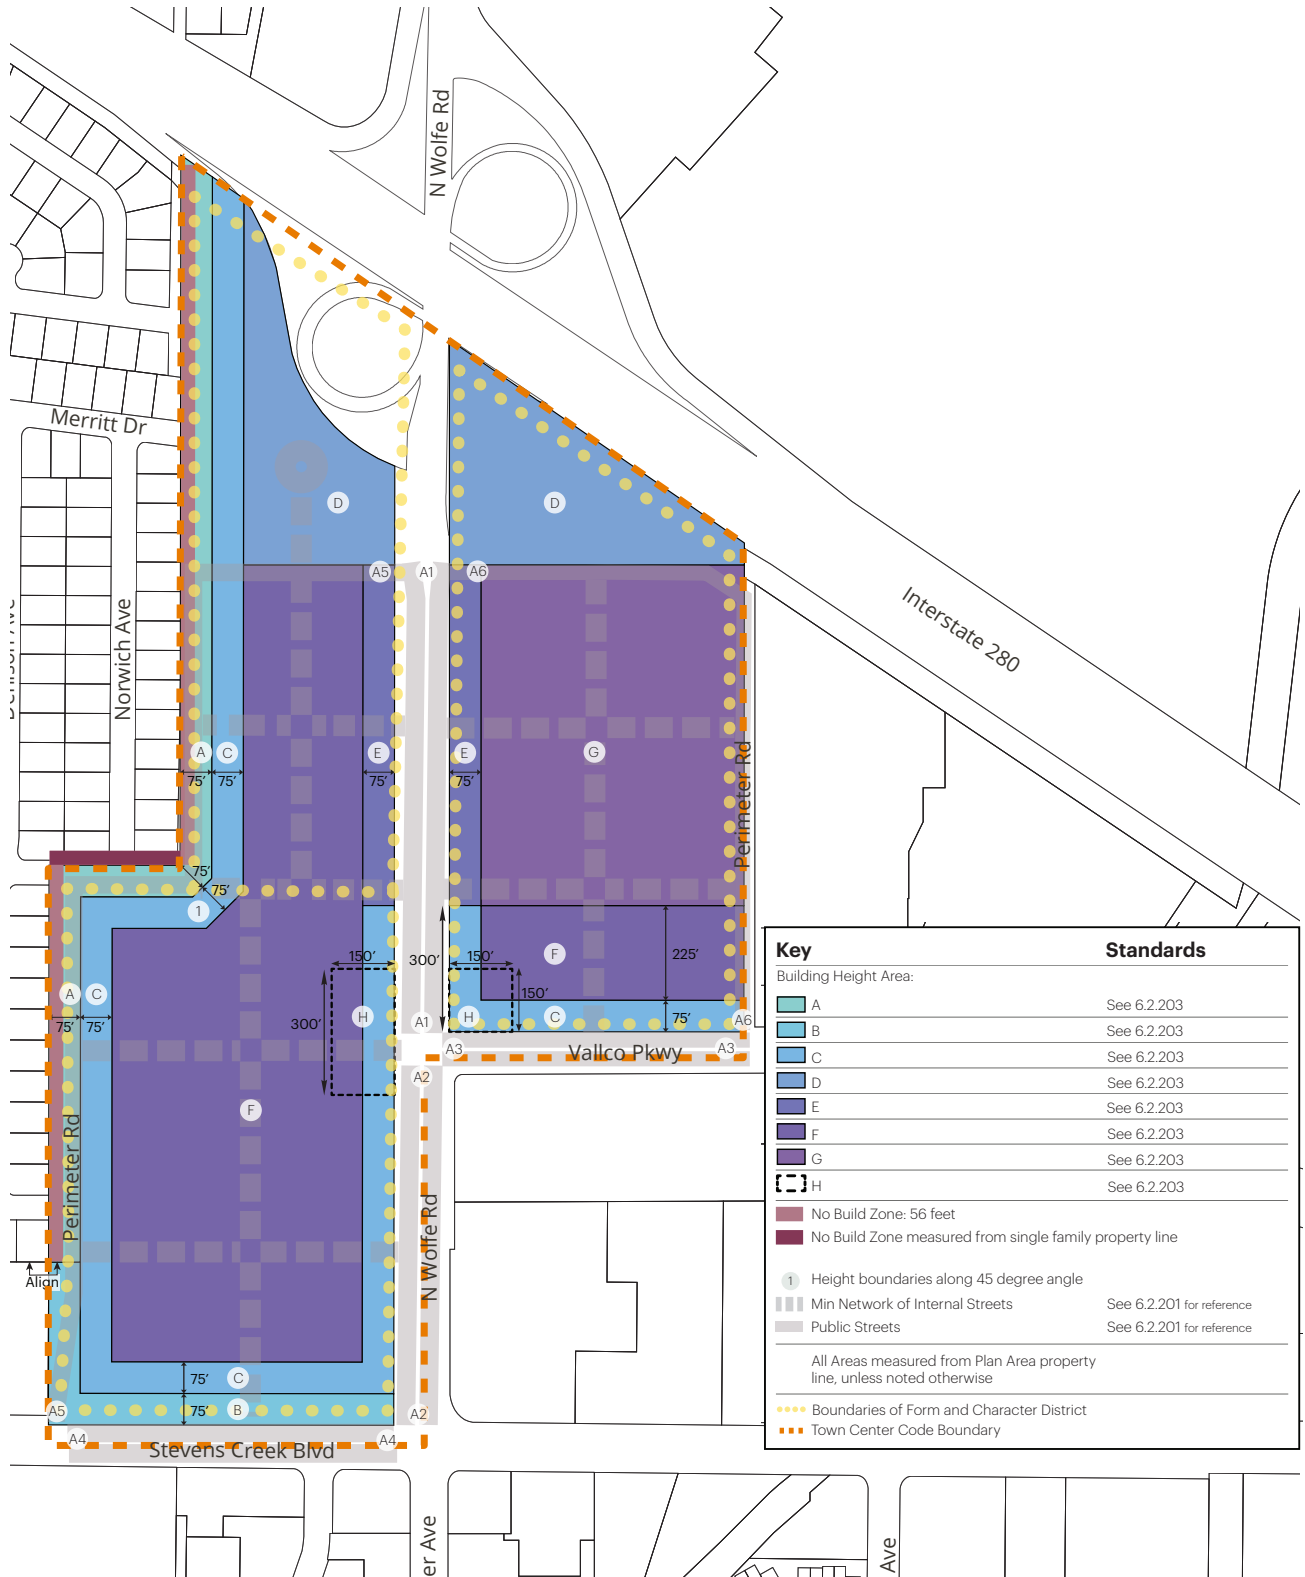 N Wolfe Rd
Merritt Dr
D
D
A5
A1
A6
Interstate 280
Norwich Ave
A
C
E
E
G
75'
75'
75'
75'
Perimeter Rd
75'
75'
1
F
225'
150'
300'
150'
150'
A
C
H
H
C
A1
A6
75'
75'
300'
75'
A3
Vallco Pkwy
A3
A2
F
Perimeter Rd
N Wolfe Rd
Align
75'
C
75'
B
A5
A2
A4
A4
Stevens Creek Blvd
er Ave
Ave
Key Standards
Building Height Area:
A See 6.2.203
B See 6.2.203
C See 6.2.203
D See 6.2.203
E See 6.2.203
F See 6.2.203
G See 6.2.203
H See 6.2.203
No Build Zone: 56 feet
No Build Zone measured from single family property line
1 Height boundaries along 45 degree angle
Min Network of Internal Streets See 6.2.201 for reference
Public Streets See 6.2.201 for reference
All Areas measured from Plan Area property
line, unless noted otherwise
Boundaries of Form and Character District
Town Center Code Boundary